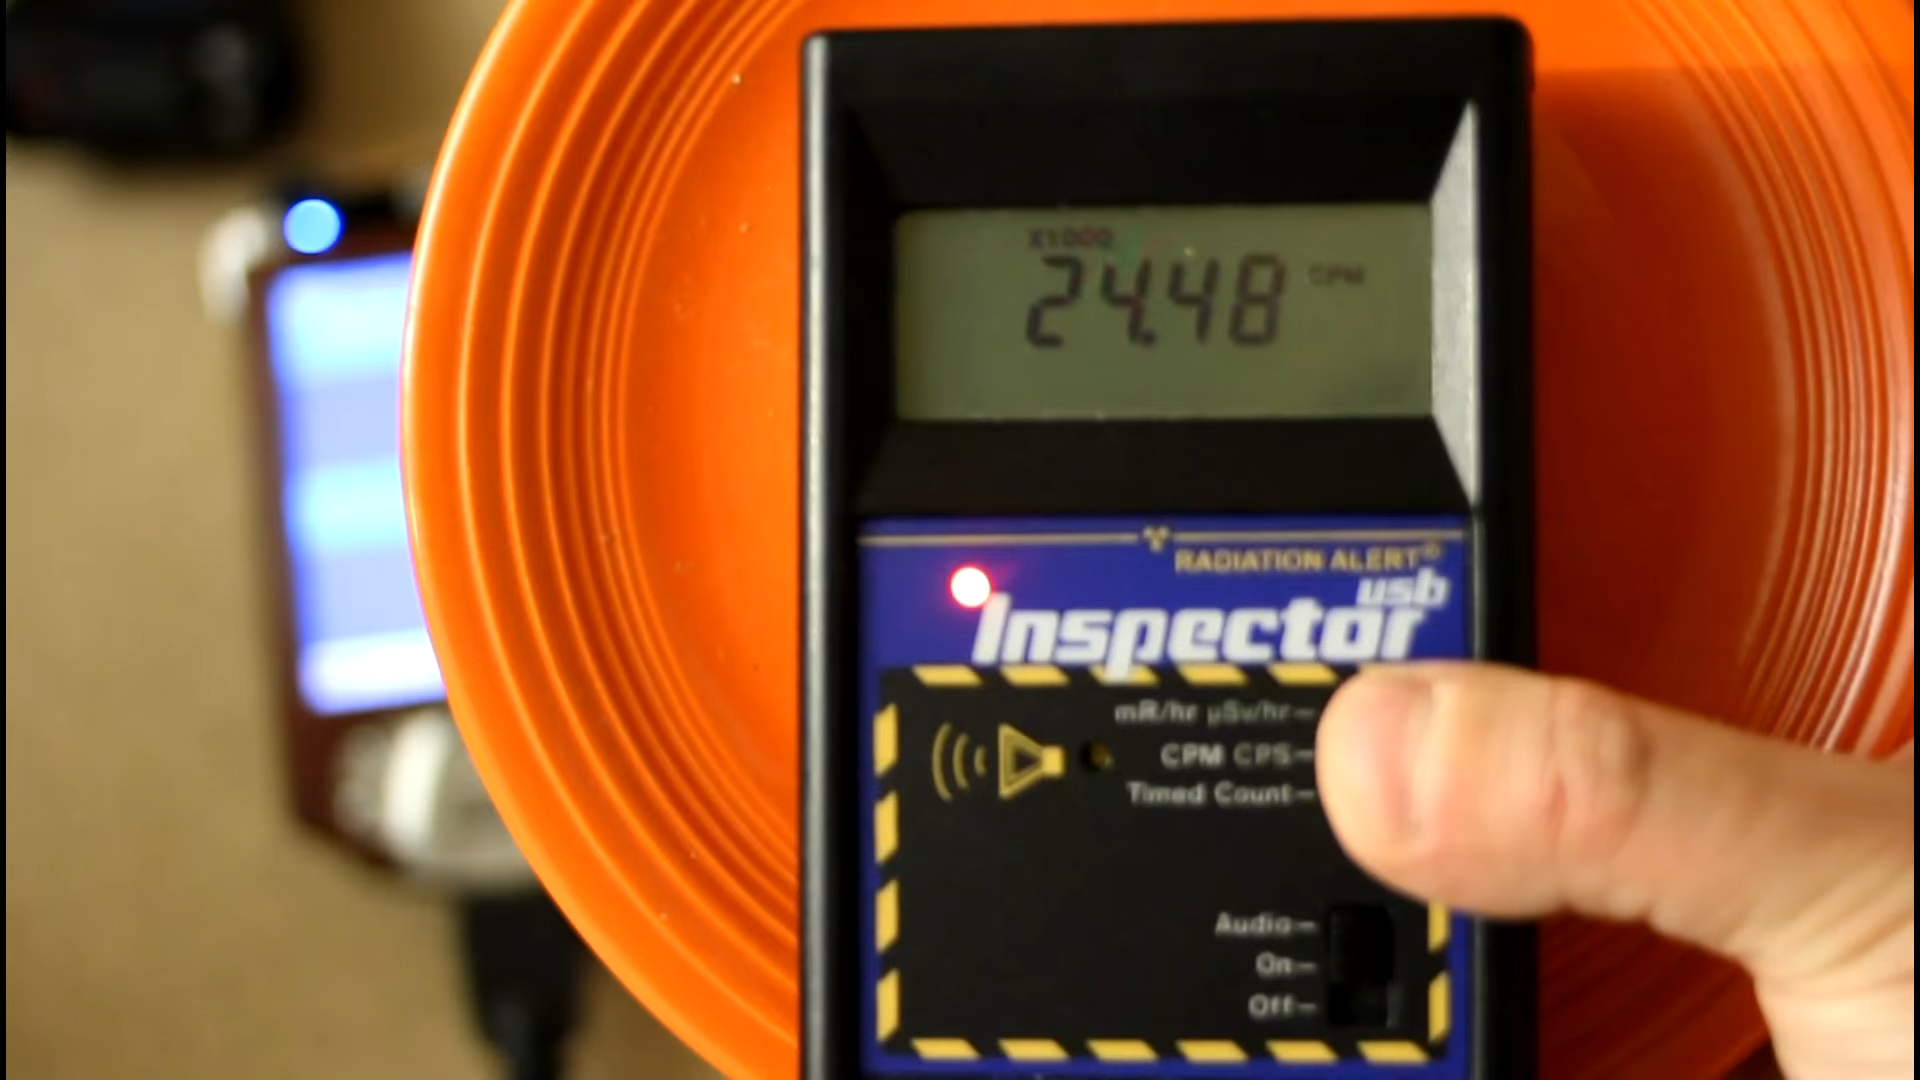 X1000
24.48 CPM
RADIATION ALERT®
Inspector usb
mR/hr µSv/hr
CPM CPS
Timed Count
Audio
On
Off